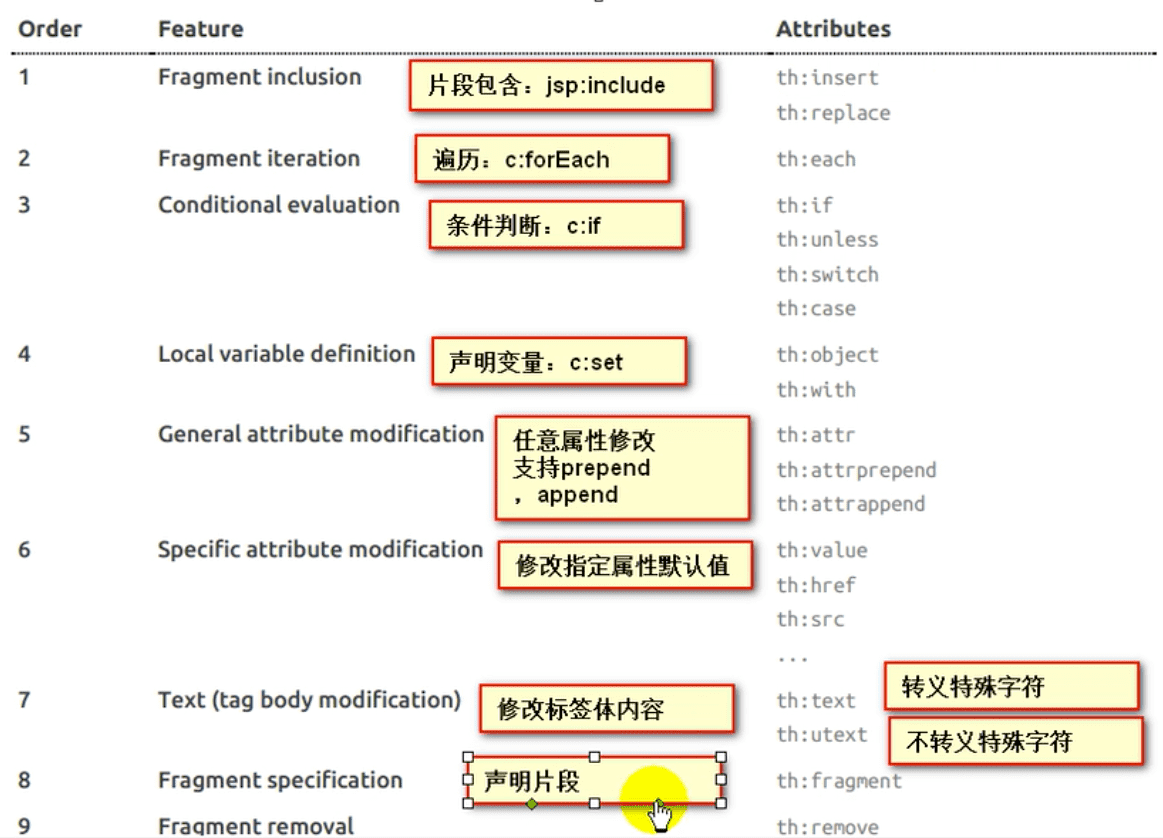 Order Feature Attributes
1 Fragment inclusion 片段包含：jsp:include th:insert
th:replace
2 Fragment iteration 遍历：c:forEach th:each
3 Conditional evaluation 条件判断：c:if th:if
th:unless
th:switch
th:case
4 Local variable definition 声明变量：c:set th:object
th:with
5 General attribute modification 任意属性修改 th:attr
支持prepend th:attrprepend
，append th:attrappend
6 Specific attribute modification 修改指定属性默认值 th:value
th:href
th:src
...
7 Text (tag body modification) 修改标签体内容 th:text 转义特殊字符
th:utext 不转义特殊字符
8 Fragment specification 声明片段 th:fragment
9 Fragment removal th:remove